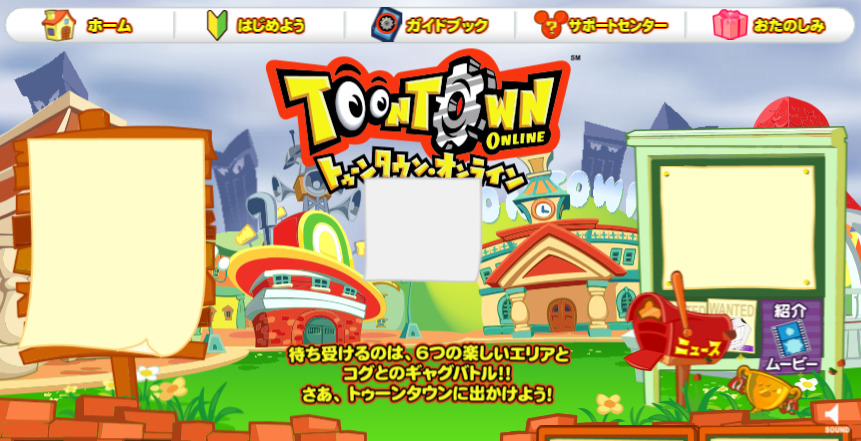 ホーム
はじめよう
ガイドブック
サポートセンター
おたのしみ
TOONTOWN
SM
ONLINE
トゥーンタウン・オンライン
WANTED
紹介
ムービー
ニュース
待ち受けるのは、6つの楽しいエリアと
コグとのギャグバトル!!
さあ、トゥーンタウンに出かけよう!
SOUND